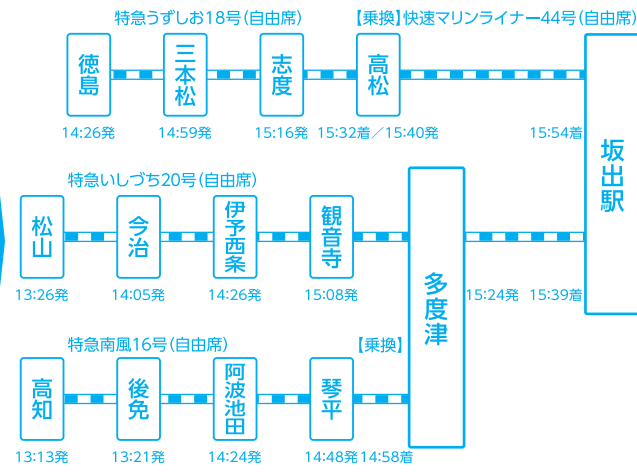 特急うずしお18号(自由席)
【乗換】快速マリンライナー44号(自由席)
徳島
三本松
志度
高松
坂出駅
14:26発
14:59発
15:16発
15:32着/15:40発
15:54着
特急いしづち20号(自由席)
松山
今治
伊予西条
観音寺
多度津
13:26発
14:05発
14:26発
15:08発
15:24発
15:39着
特急南風16号(自由席)
【乗換】
高知
後免
阿波池田
琴平
13:13発
13:21発
14:24発
14:48発
14:58着